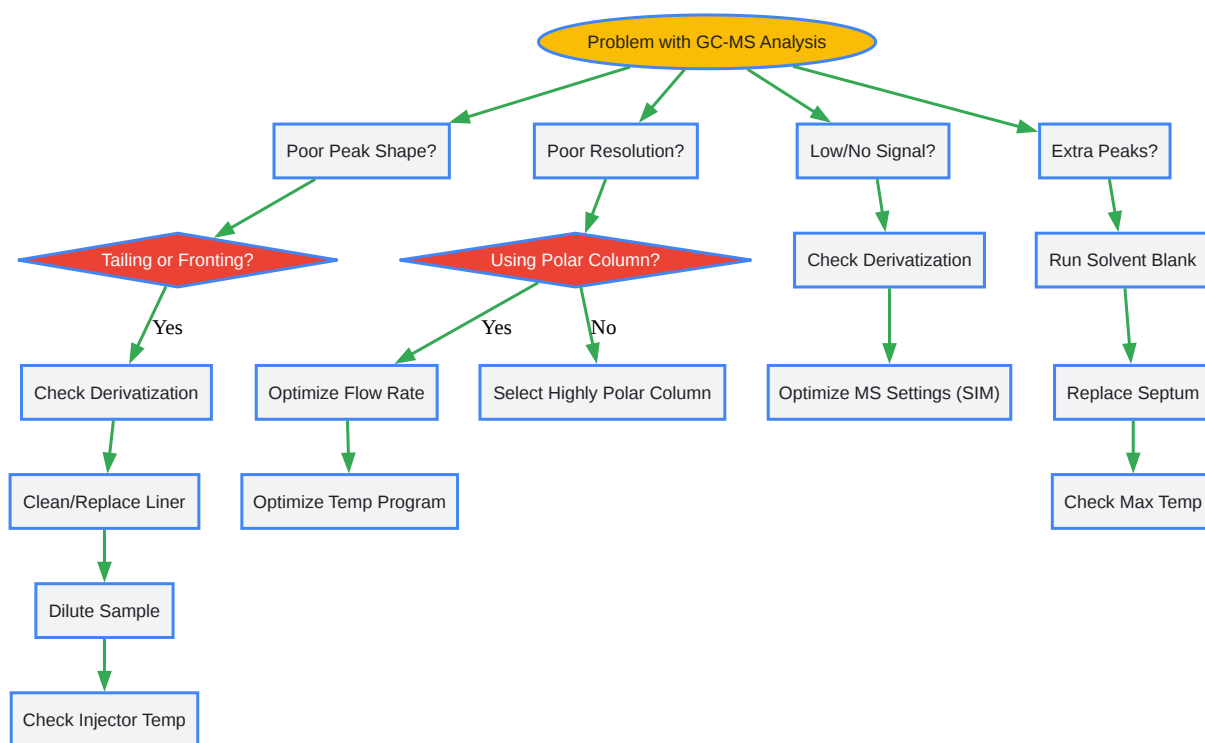 Problem with GC-MS Analysis
Poor Peak Shape?
Poor Resolution?
Low/No Signal?
Extra Peaks?
Tailing or Fronting?
Using Polar Column?
Check Derivatization
Run Solvent Blank
Yes
Yes
No
Check Derivatization
Optimize Flow Rate
Select Highly Polar Column
Optimize MS Settings (SIM)
Replace Septum
Clean/Replace Liner
Optimize Temp Program
Check Max Temp
Dilute Sample
Check Injector Temp